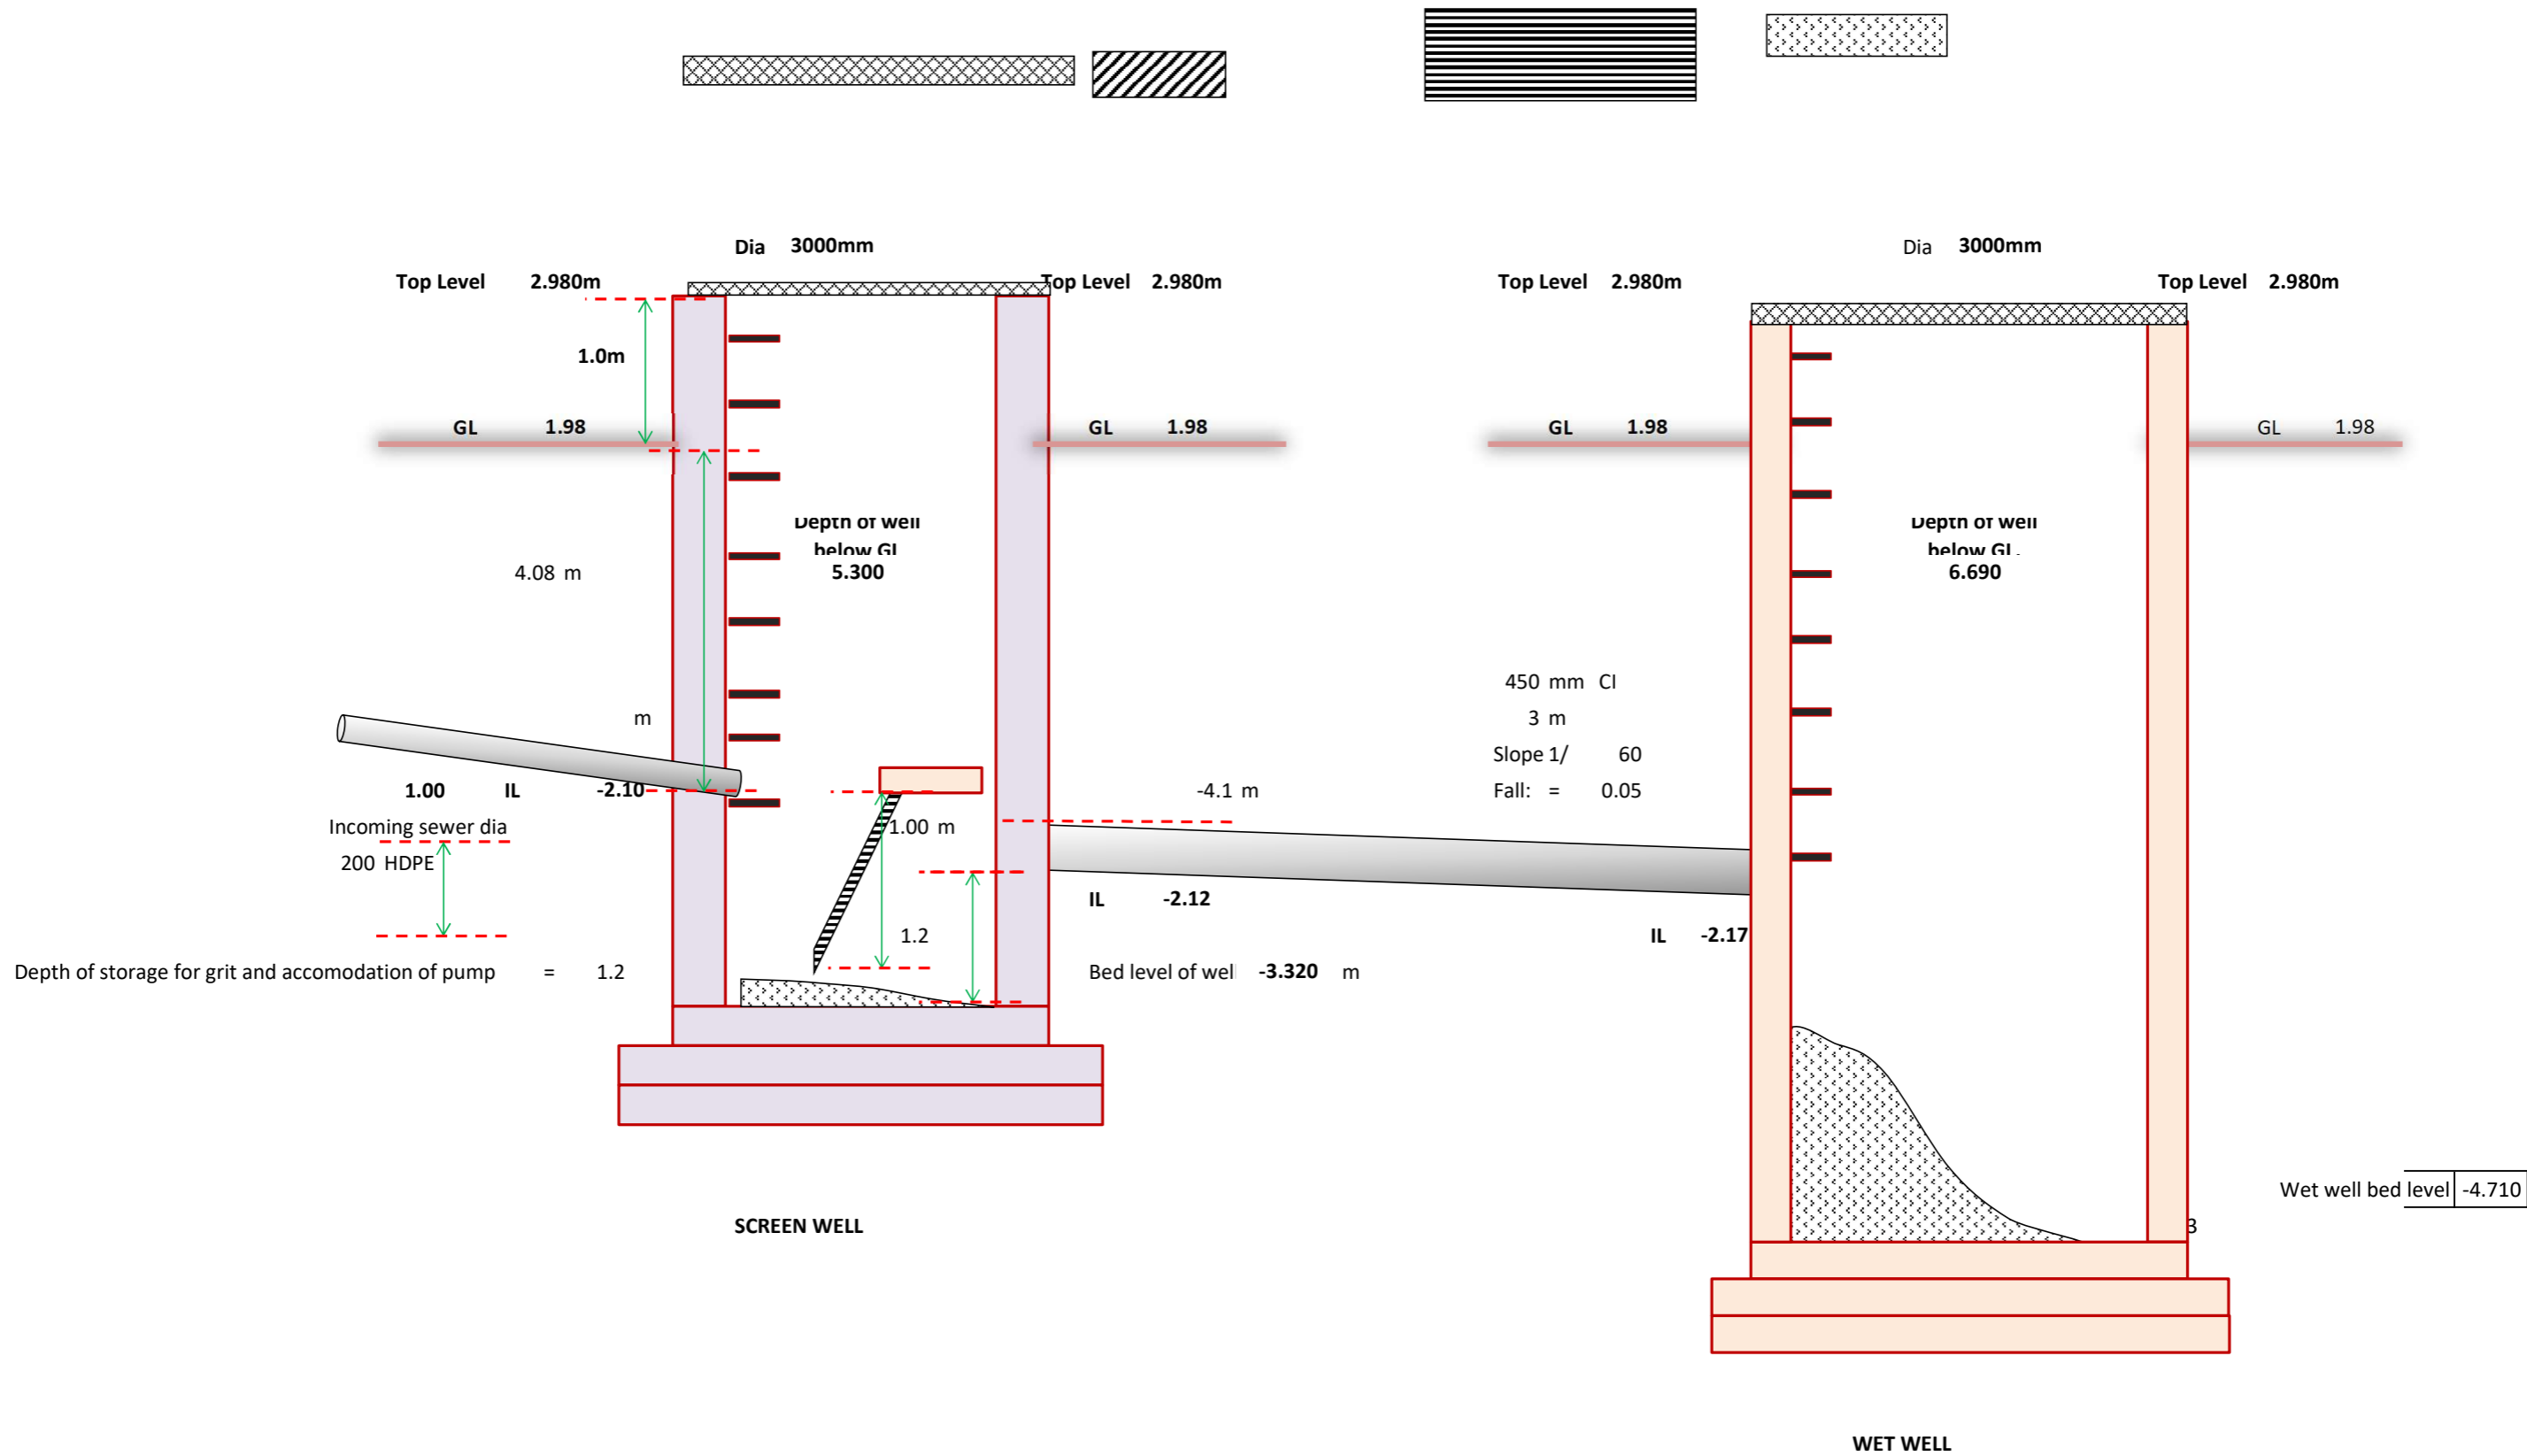 Dia 3000mm
Dia 3000mm
Top Level 2.980m
Top Level 2.980m
Top Level 2.980m
Top Level 2.980m
1.0m
GL 1.98
GL 1.98
GL 1.98
GL 1.98
Depth of well
below GL
5.300
Depth of well
below GL.
6.690
4.08 m
450 mm CI
m
3 m
Slope 1/ 60
1.00 IL -2.10
-4.1 m
Fall: = 0.05
Incoming sewer dia
1.00 m
200 HDPE
IL -2.12
1.2
IL -2.17
Depth of storage for grit and accomodation of pump = 1.2
Bed level of well -3.320 m
Wet well bed level -4.710
SCREEN WELL
3
WET WELL